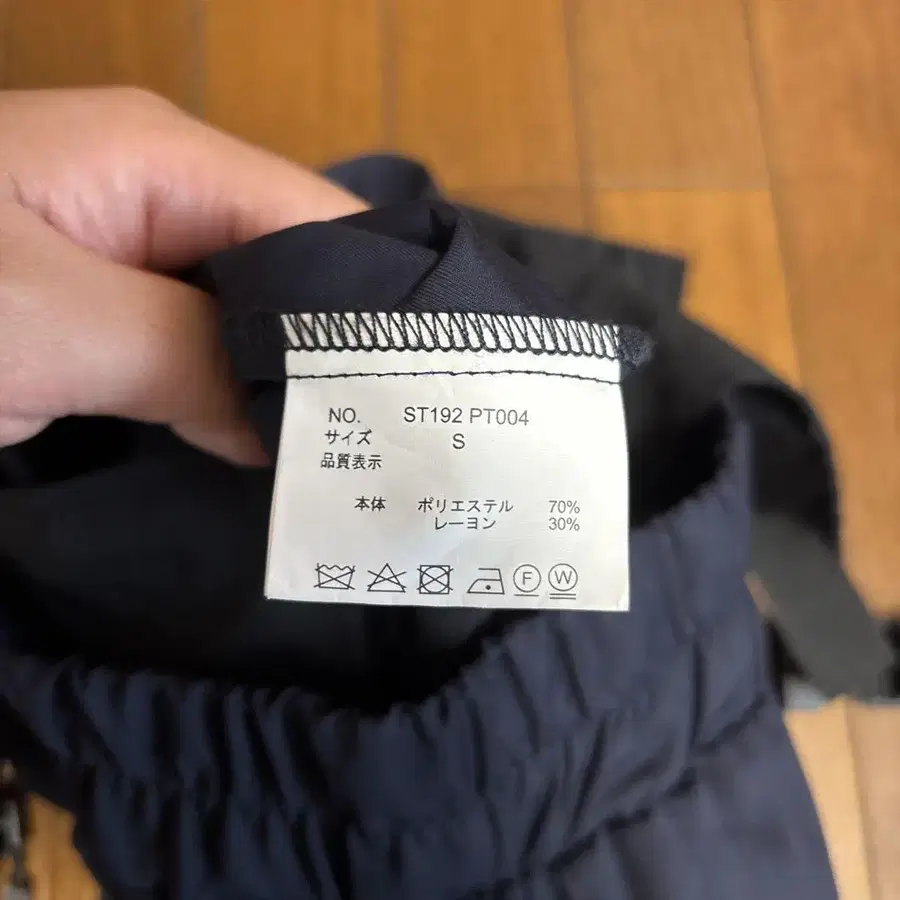 NO. ST192 PT004
サイズ S
品質表示
本体 ポリエステル 70%
レーヨン 30%
F W